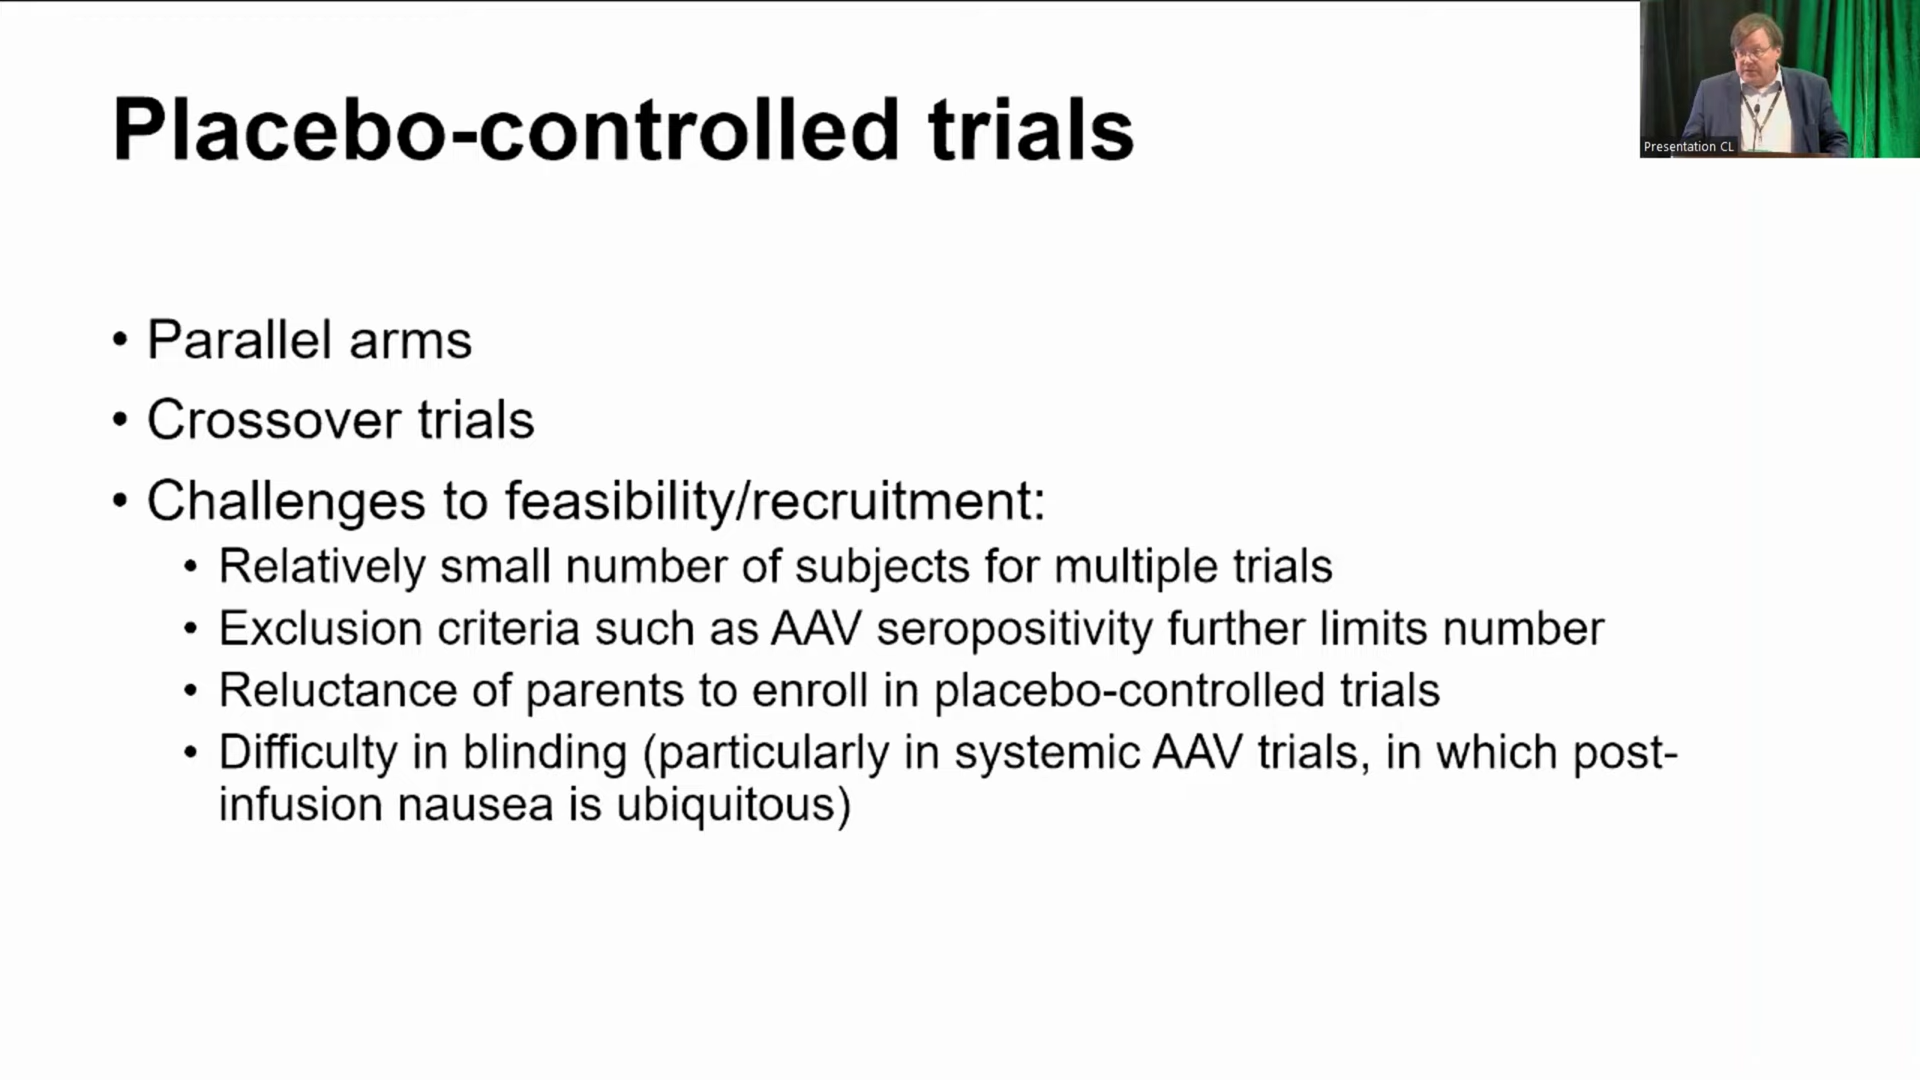 Placebo-controlled trials
Presentation CL
• Parallel arms
• Crossover trials
• Challenges to feasibility/recruitment:
• Relatively small number of subjects for multiple trials
• Exclusion criteria such as AAV seropositivity further limits number
• Reluctance of parents to enroll in placebo-controlled trials
• Difficulty in blinding (particularly in systemic AAV trials, in which post-
infusion nausea is ubiquitous)